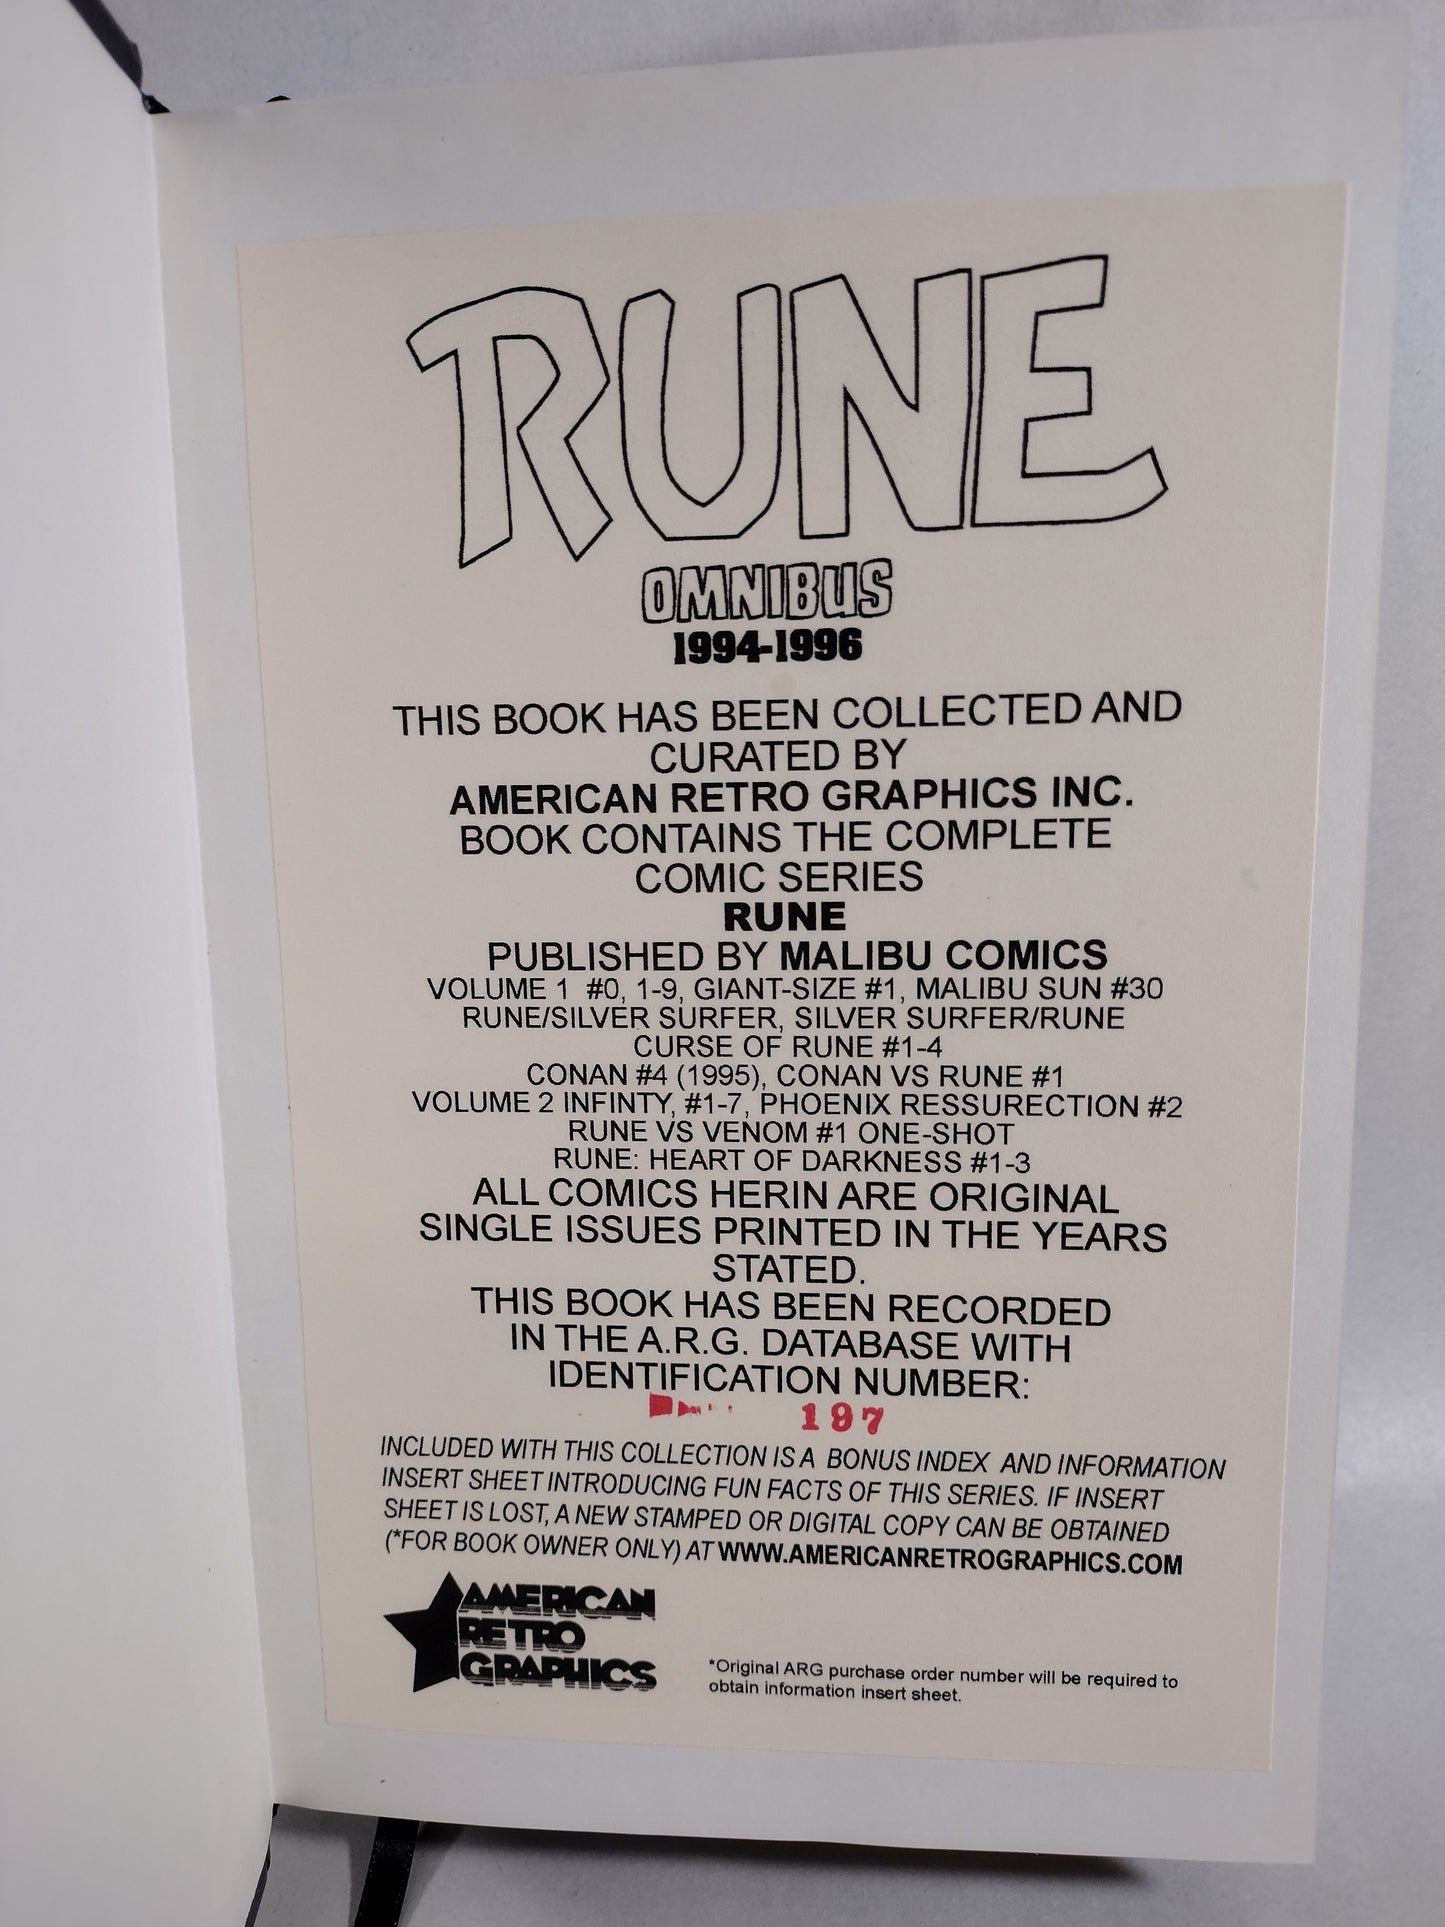 RUNE
OMNIBUS
1994-1996
THIS BOOK HAS BEEN COLLECTED AND
CURATED BY
AMERICAN RETRO GRAPHICS INC.
BOOK CONTAINS THE COMPLETE
COMIC SERIES
RUNE
PUBLISHED BY MALIBU COMICS
VOLUME 1 #0, 1-9, GIANT-SIZE #1, MALIBU SUN #30
RUNE/SILVER SURFER, SILVER SURFER/RUNE
CURSE OF RUNE #1-4
CONAN #4 (1995), CONAN VS RUNE #1
VOLUME 2 INFINTY, #1-7, PHOENIX RESSURECTION #2
RUNE VS VENOM #1 ONE-SHOT
RUNE: HEART OF DARKNESS #1-3
ALL COMICS HERIN ARE ORIGINAL
SINGLE ISSUES PRINTED IN THE YEARS
STATED.
THIS BOOK HAS BEEN RECORDED
IN THE A.R.G. DATABASE WITH
IDENTIFICATION NUMBER:
197
INCLUDED WITH THIS COLLECTION IS A BONUS INDEX AND INFORMATION
INSERT SHEET INTRODUCING FUN FACTS OF THIS SERIES. IF INSERT
SHEET IS LOST, A NEW STAMPED OR DIGITAL COPY CAN BE OBTAINED
(*FOR BOOK OWNER ONLY) AT WWW.AMERICANRETROGRAPHICS.COM
AMERICAN
RETRO
GRAPHICS
*Original ARG purchase order number will be required to
obtain information insert sheet.